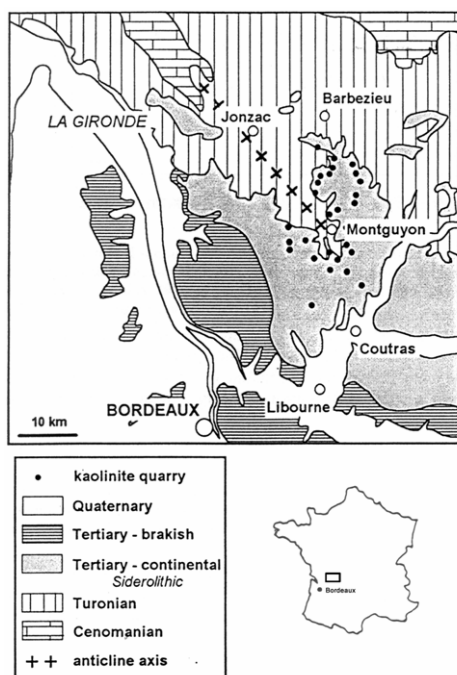 Barbezieu
Jonzac
LA GIRONDE
Montguyon
Coutras
Libourne
BORDEAUX
10 km
kaolinite quarry
Quaternary
Tertiary - brakish
Tertiary - continental
Siderolithic
Turonian
Cenomanian
anticline axis
Bordeaux